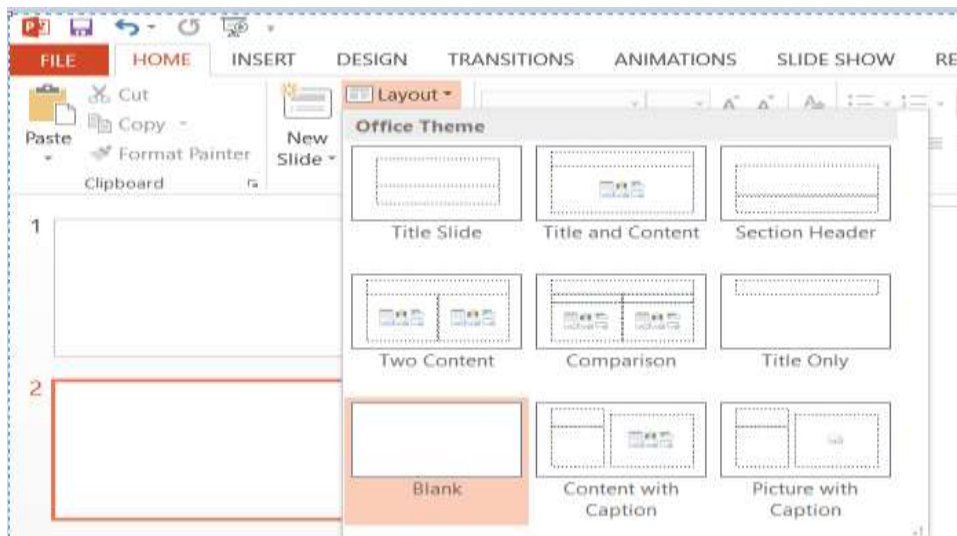 FILE HOME INSERT DESIGN TRANSITIONS ANIMATIONS SLIDE SHOW RE
Paste
Cut
Copy
Format Painter
Clipboard
New
Slide
Layout
Office Theme
Title Slide
Title and Content
Section Header
Two Content
Comparison
Title Only
Blank
Content with
Caption
Picture with
Caption
1
2